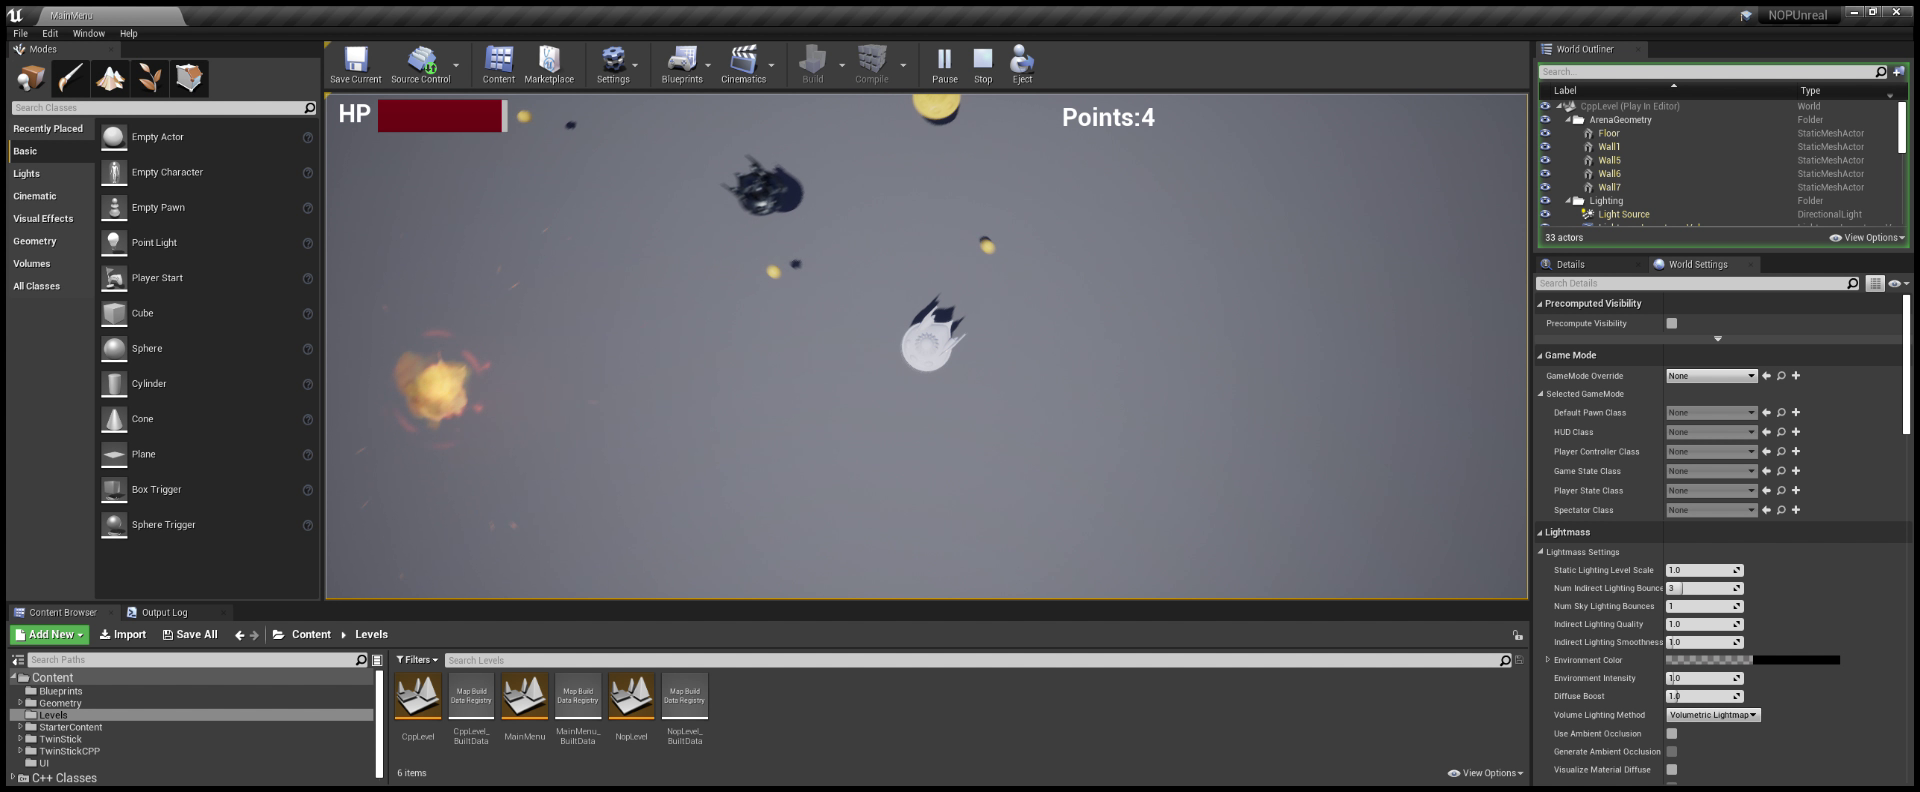 MainMenu
NOPUnreal
File Edit Window Help
Modes
Search Classes
Recently Placed
Basic
Lights
Cinematic
Visual Effects
Geometry
Volumes
All Classes
Empty Actor
Empty Character
Empty Pawn
Point Light
Player Start
Cube
Sphere
Cylinder
Cone
Plane
Box Trigger
Sphere Trigger
Save Current Source Control Content Marketplace Settings Blueprints Cinematics Build Compile Pause Stop Eject
HP
Points:4
World Outliner
Search...
Label Type
CppLevel (Play In Editor) World
ArenaGeometry Folder
Floor StaticMeshActor
Wall1 StaticMeshActor
Wall5 StaticMeshActor
Wall6 StaticMeshActor
Wall7 StaticMeshActor
Lighting Folder
Light Source DirectionalLight
33 actors View Options
Details World Settings
Search Details
Precomputed Visibility
Precompute Visibility
Game Mode
GameMode Override None
Selected GameMode
Default Pawn Class None
HUD Class None
Player Controller Class None
Game State Class None
Player State Class None
Spectator Class None
Lightmass
Lightmass Settings
Static Lighting Level Scale 1.0
Num Indirect Lighting Bounce 3
Num Sky Lighting Bounces 1
Indirect Lighting Quality 1.0
Indirect Lighting Smoothness 1.0
Environment Color
Environment Intensity 1.0
Diffuse Boost 1.0
Volume Lighting Method Volumetric Lightmap
Use Ambient Occlusion
Generate Ambient Occlusion
Visualize Material Diffuse
Content Browser Output Log
Add New Import Save All Content Levels
Search Paths
Content
Blueprints
Geometry
Levels
StarterContent
TwinStick
TwinStickCPP
UI
C++ Classes
Filters Search Levels
Map Build
Data Registry
Map Build
Data Registry
Map Build
Data Registry
CppLevel
CppLevel_
BuiltData
MainMenu
MainMenu_
BuiltData
NopLevel
NopLevel_
BuiltData
6 items View Options